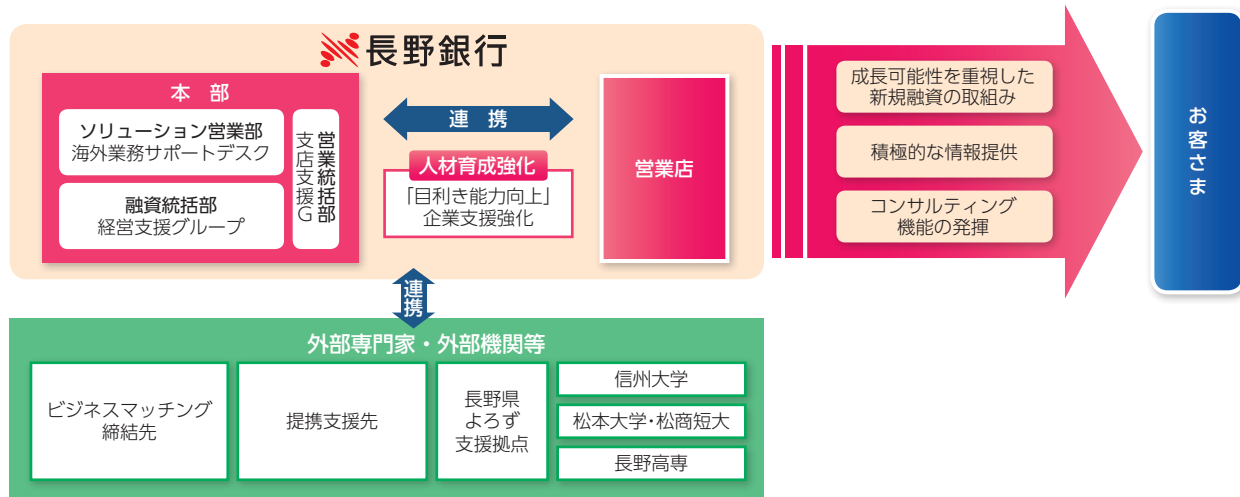 長野銀行
本部
ソリューション営業部
海外業務サポートデスク
融資統括部
経営支援グループ
営業統括部
支店支援G
連携
人材育成強化
「目利き能力向上」
企業支援強化
営業店
成長可能性を重視した
新規融資の取組み
積極的な情報提供
コンサルティング
機能の発揮
お客さま
連携
外部専門家・外部機関等
ビジネスマッチング
締結先
提携支援先
長野県
よろず
支援拠点
信州大学
松本大学・松商短大
長野高専